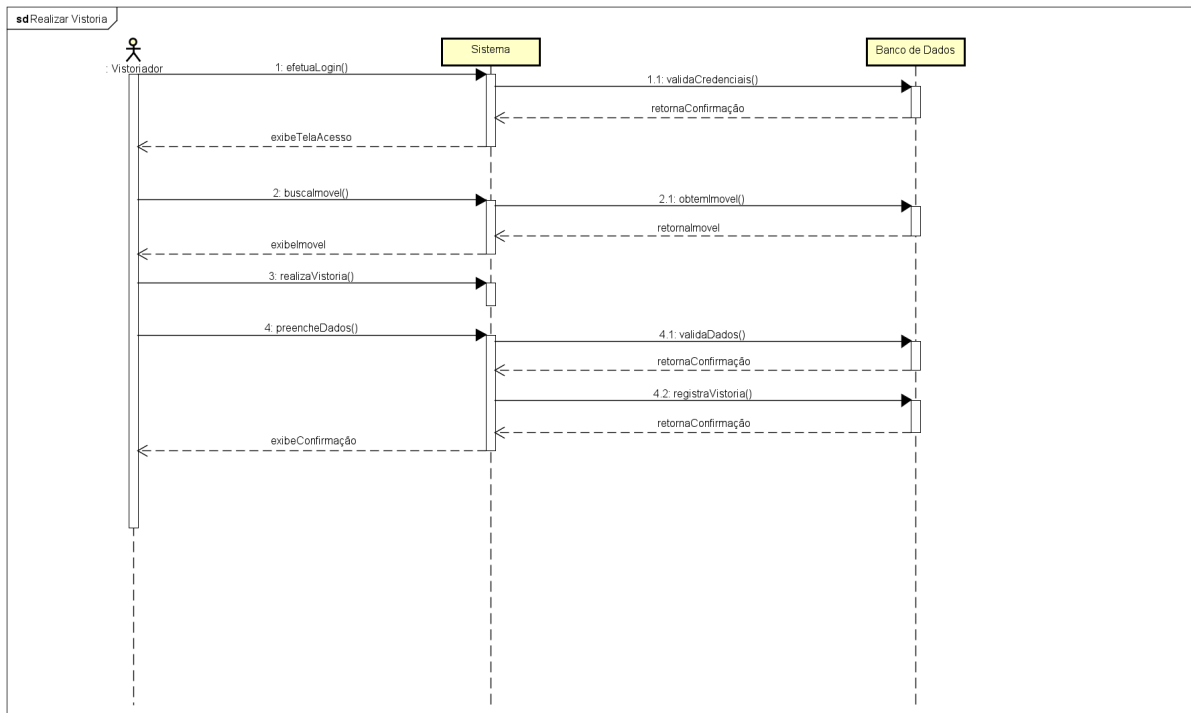 sd Realizar Vistoria
: Vistoriador
Sistema
Banco de Dados
1: efetuaLogin()
1.1: validaCredenciais()
retornaConfirmação
exibeTelaAcesso
2: buscaImovel()
2.1: obtemImovel()
retornaImovel
exibeImovel
3: realizaVistoria()
4: preencheDados()
4.1: validaDados()
retornaConfirmação
4.2: registraVistoria()
retornaConfirmação
exibeConfirmação